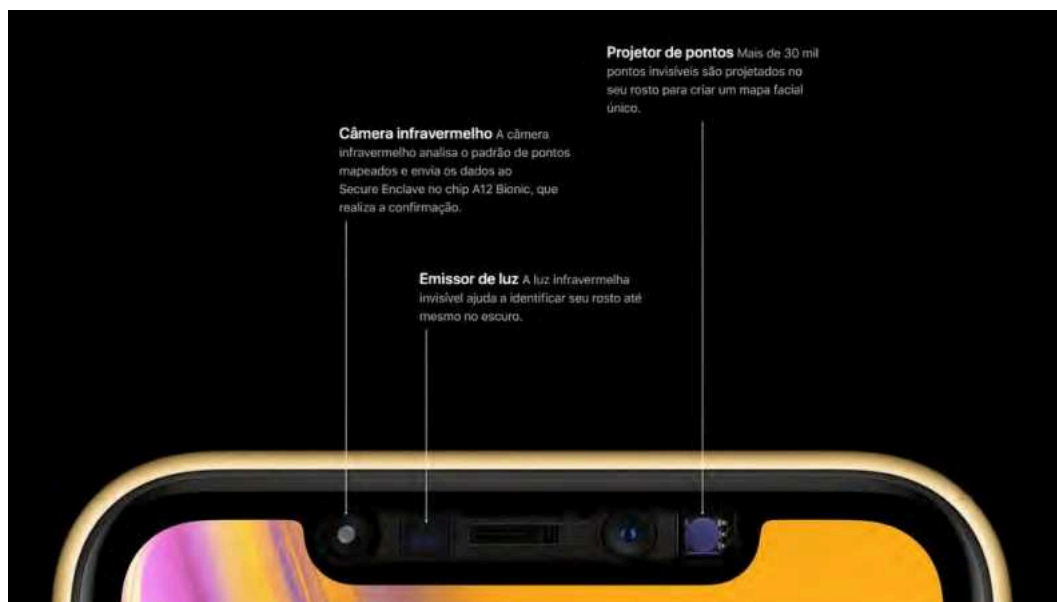 Projetor de pontos Mais de 30 mil
pontos invisíveis são projetados no
seu rosto para criar um mapa facial
único.
Câmera infravermelho A câmera
infravermelho analisa o padrão de pontos
mapeados e envia os dados ao
Secure Enclave no chip A12 Bionic, que
realiza a confirmação.
Emissor de luz A luz infravermelha
invisível ajuda a identificar seu rosto até
mesmo no escuro.